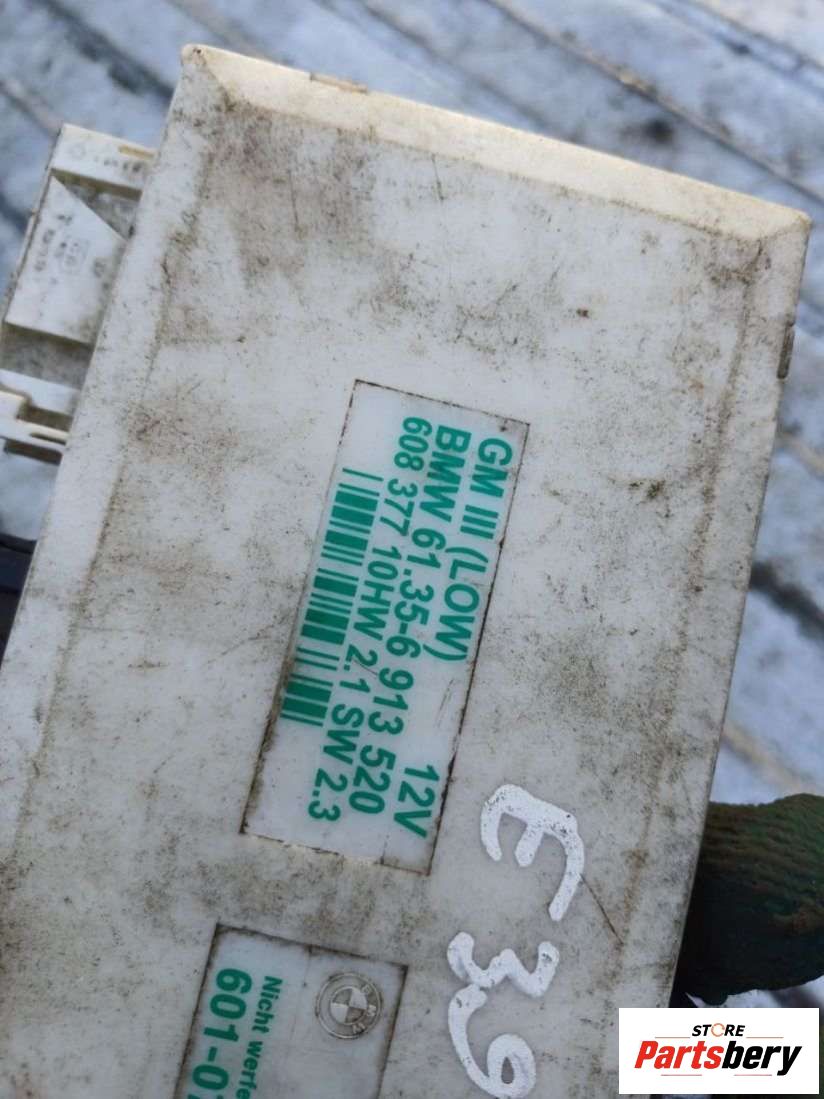 GM III (LOW) 12V
BMW 61.35-6 913 520
608 377 10HW 2.1 SW 2.3
E39
Nicht
601-0
STORE
Partsbery